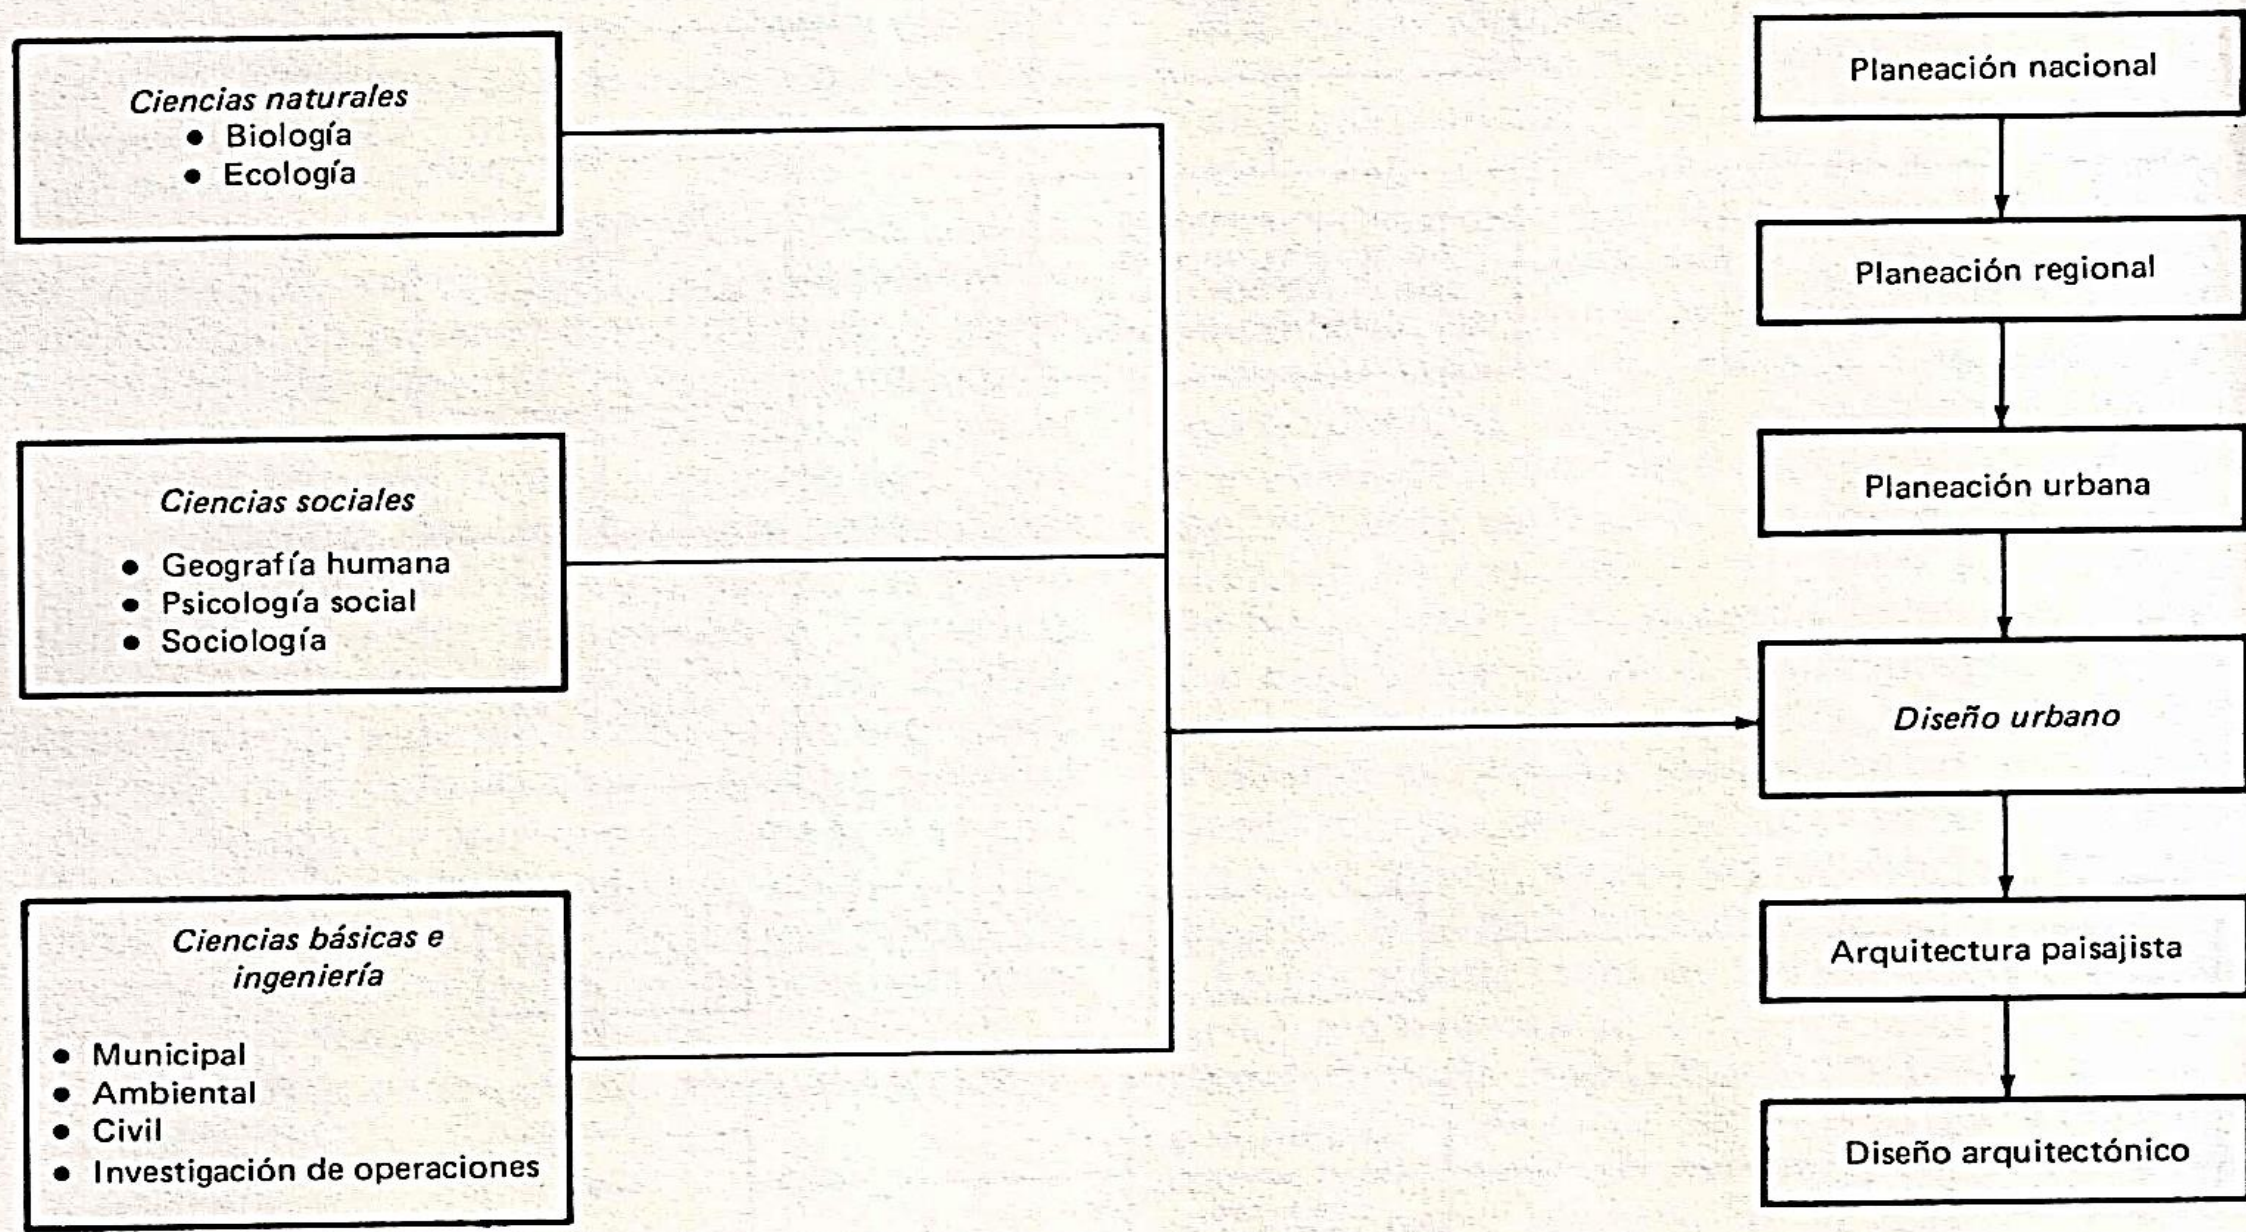 Ciencias naturales
● Biología
● Ecología
Ciencias sociales
● Geografía humana
● Psicología social
● Sociología
Ciencias básicas e
ingeniería
● Municipal
● Ambiental
● Civil
● Investigación de operaciones
Planeación nacional
Planeación regional
Planeación urbana
Diseño urbano
Arquitectura paisajista
Diseño arquitectónico